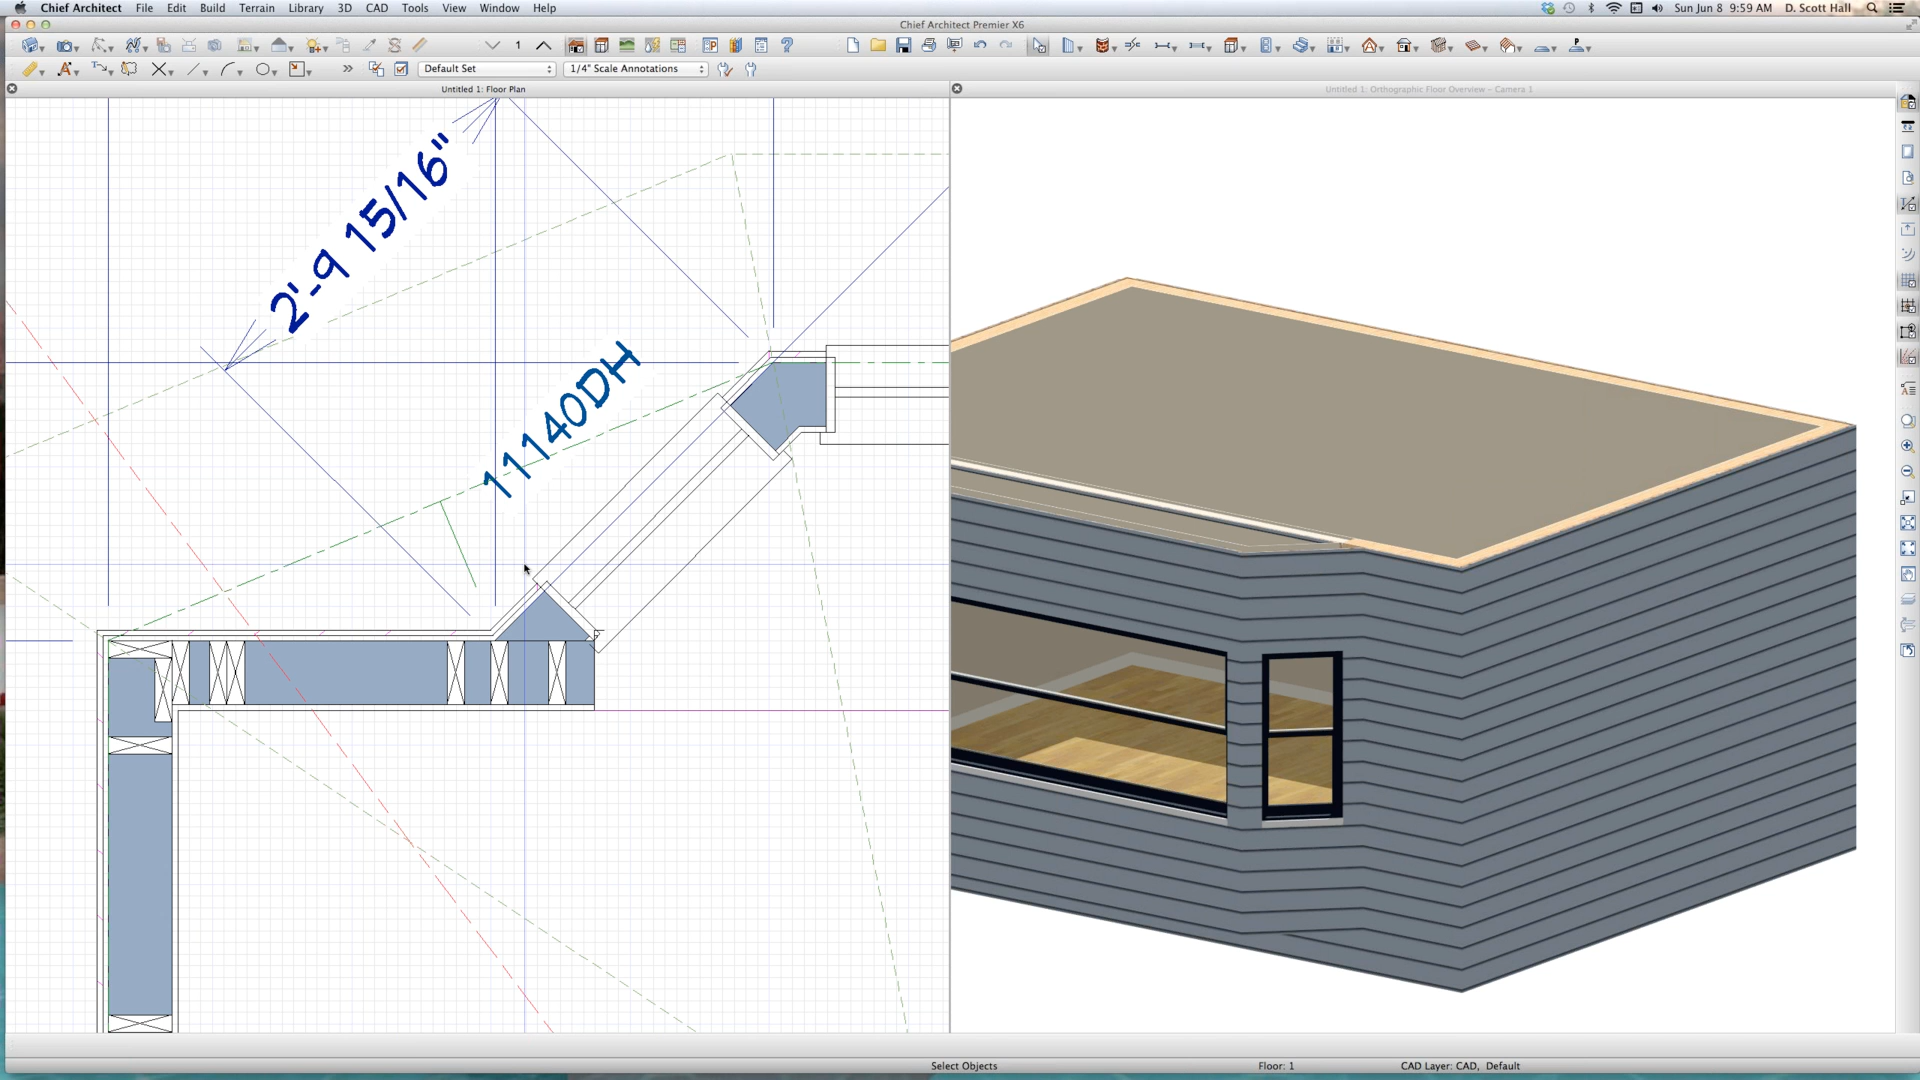 Chief Architect File Edit Build Terrain Library 3D CAD Tools View Window Help
Sun Jun 8 9:59 AM D. Scott Hall
Chief Architect Premier X6
1
Default Set
1/4" Scale Annotations
Untitled 1: Floor Plan
Untitled 1: Orthographic Floor Overview – Camera 1
2'-9 15/16"
11140DH
Select Objects
Floor: 1
CAD Layer: CAD, Default